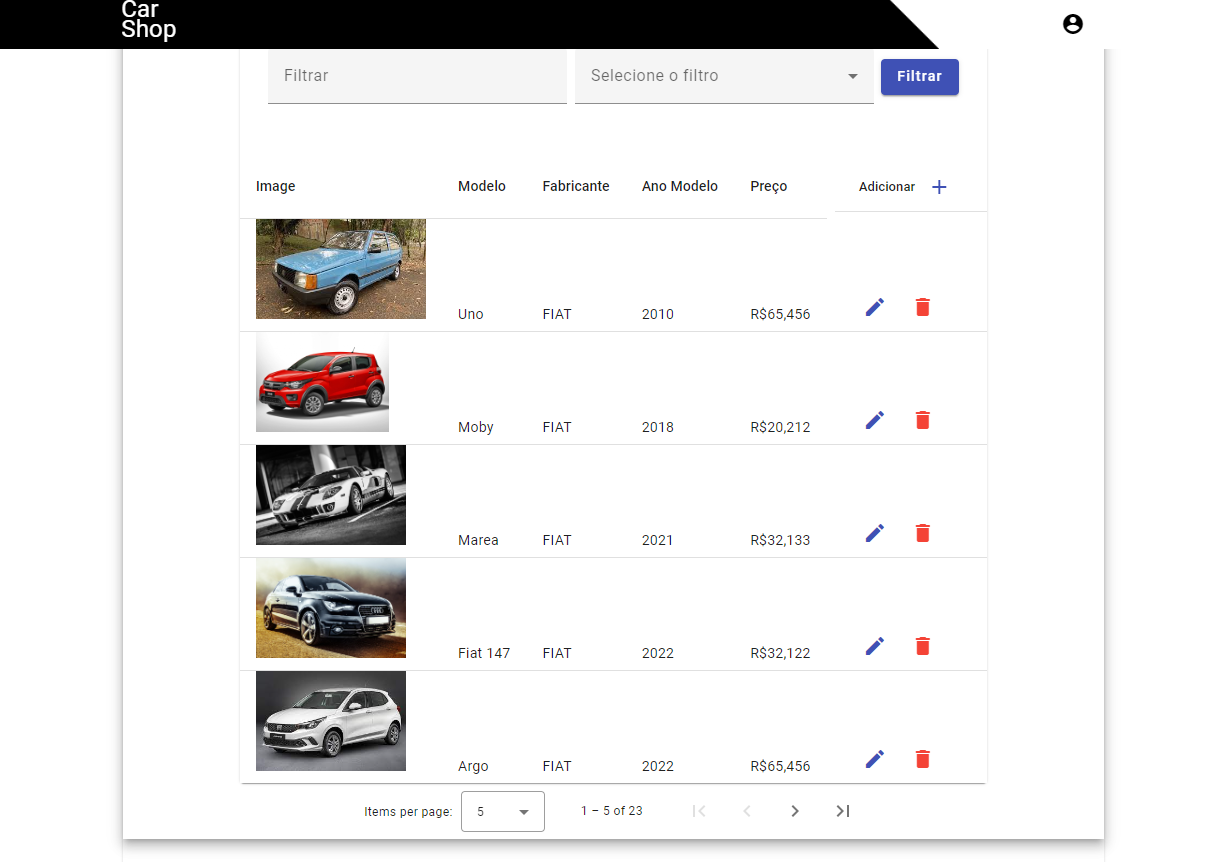 Car
Shop
Filtrar
Selecione o filtro
Filtrar
Image Modelo Fabricante Ano Modelo Preço Adicionar
Uno FIAT 2010 R$65,456
Moby FIAT 2018 R$20,212
Marea FIAT 2021 R$32,133
Fiat 147 FIAT 2022 R$32,122
Argo FIAT 2022 R$65,456
Items per page: 5 1 – 5 of 23